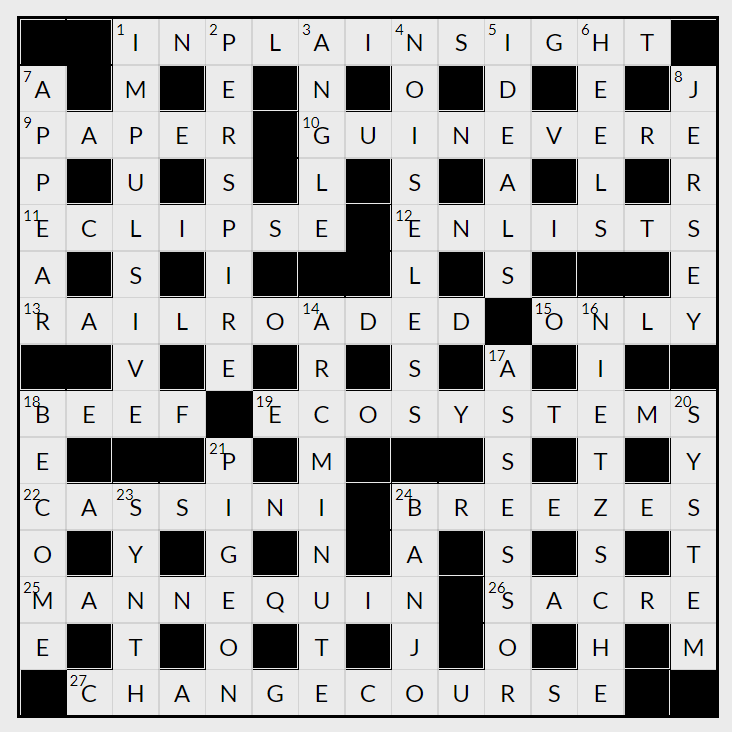 1 I N 2 P L 3 A I 4 N S 5 I G 6 H T
7 A M E N O D E 8 J
9 P A P E R 10 G U I N E V E R E
P U S L S A L R
11 E C L I P S E 12 E N L I S T S
A S I L S E
13 R A I L R O 14 A D E D 15 O 16 N L Y
V E R S 17 A I
18 B E E F 19 E C O S Y S T E M 20 S
E 21 P M S T Y
22 C A 23 S S I N I 24 B R E E Z E S
O Y G N A S S T
25 M A N N E Q U I N 26 S A C R E
E T O T J O H M
27 C H A N G E C O U R S E